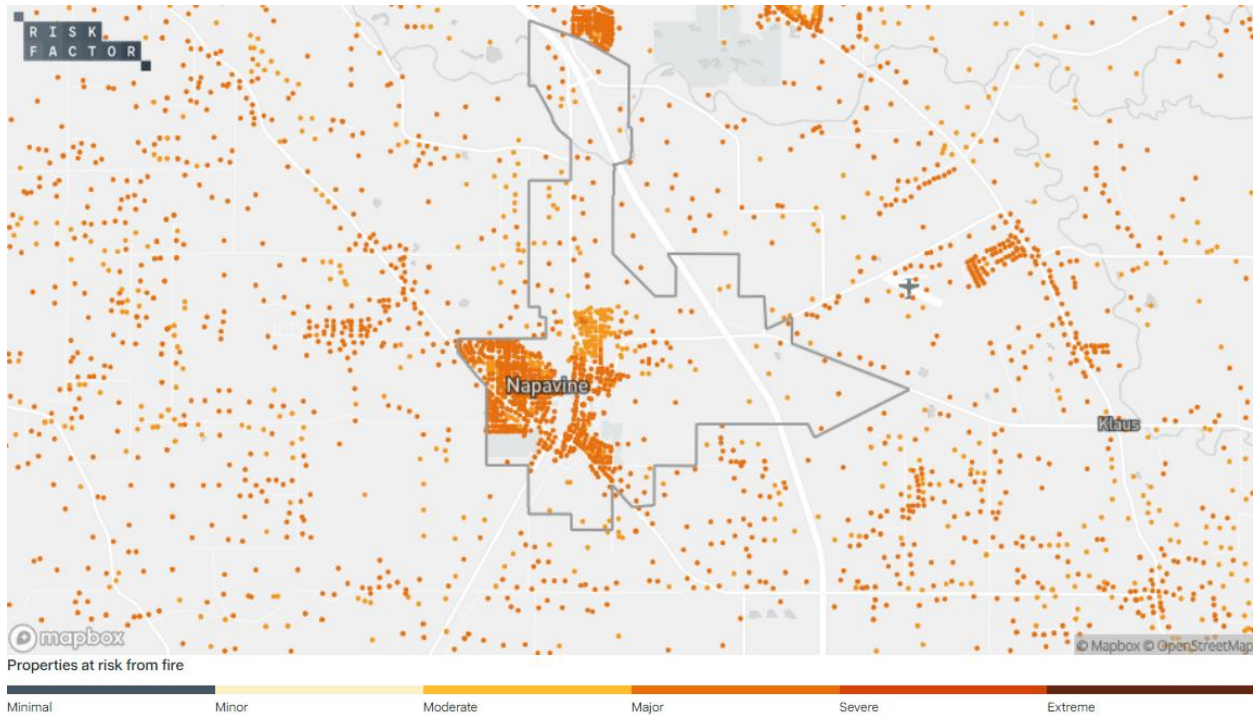 RISK
FACTOR
Napavine
Klaus
mapbox
© Mapbox © OpenStreetMap
Properties at risk from fire
Minimal Minor Moderate Major Severe Extreme